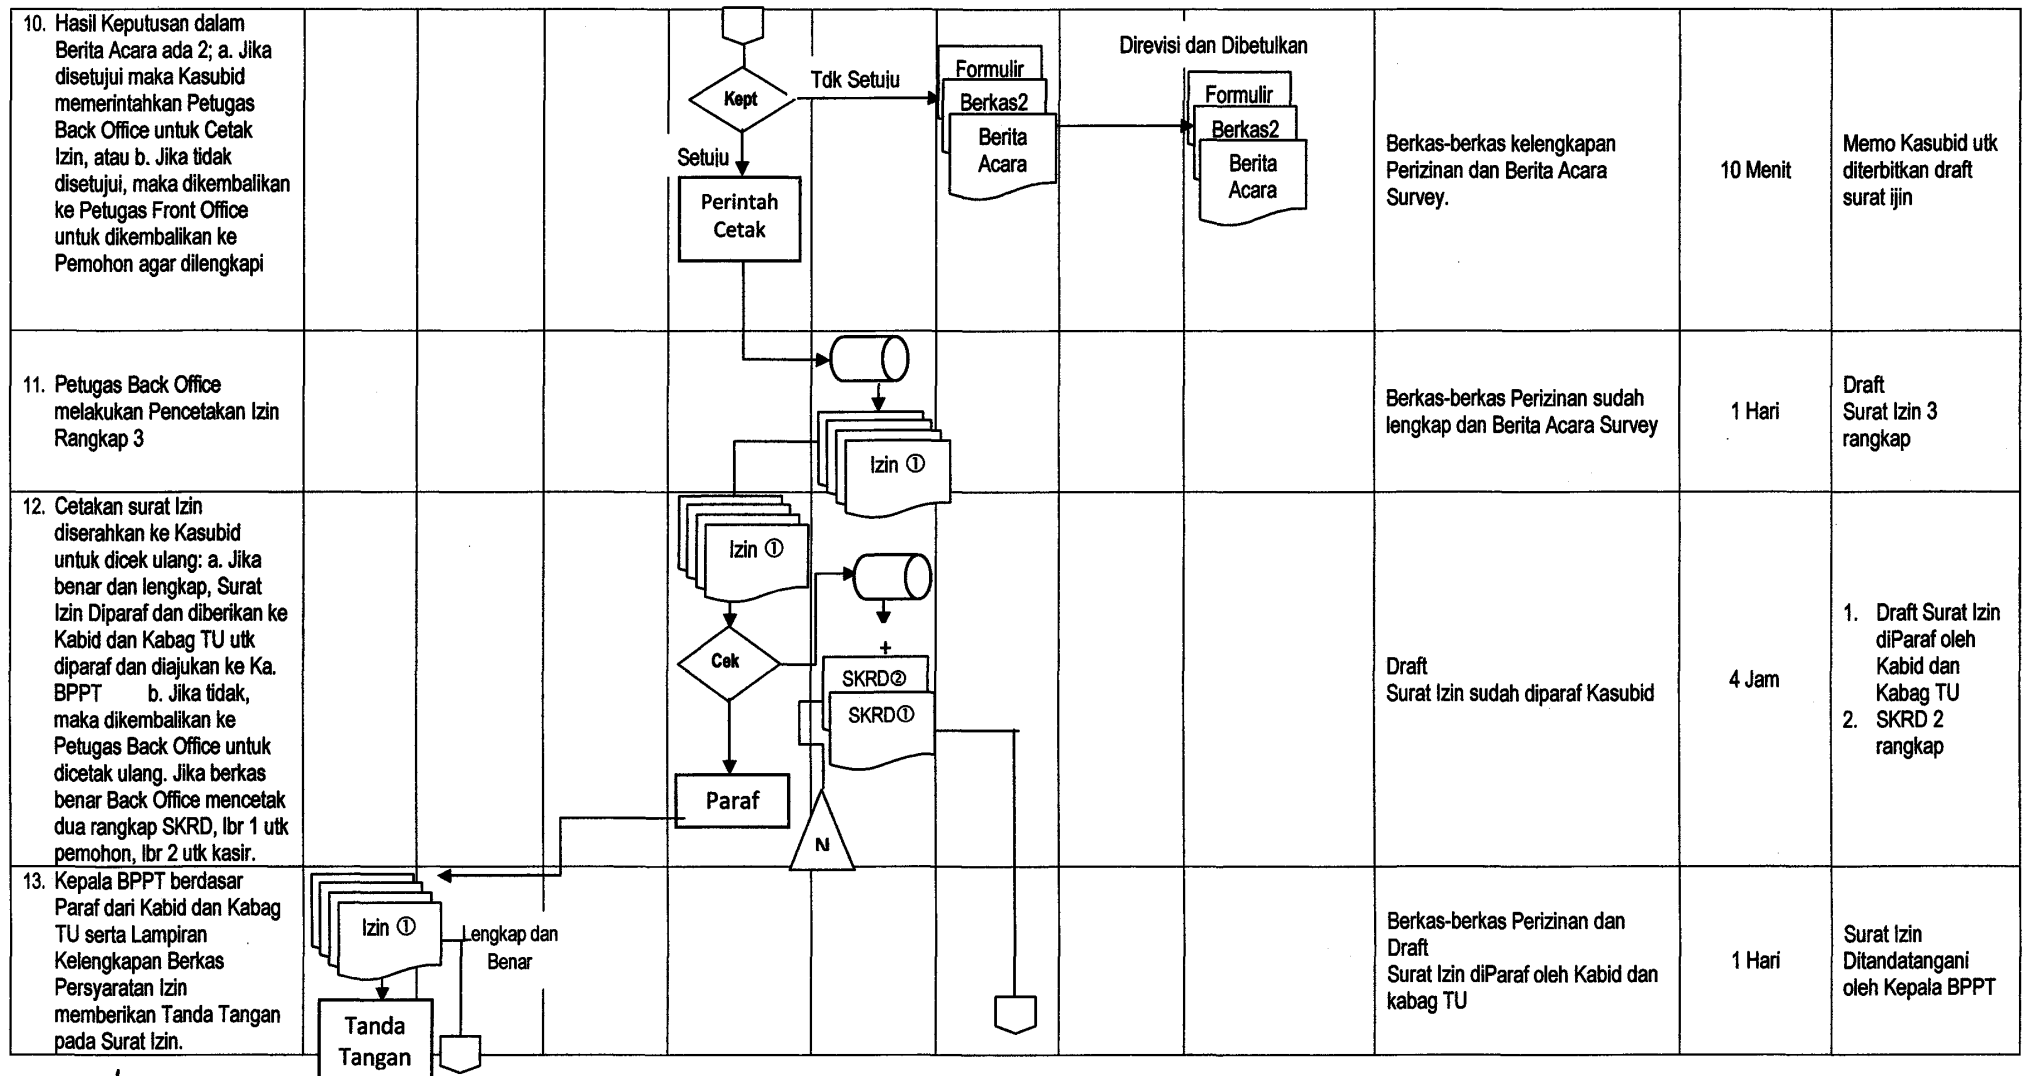 10. Hasil Keputusan dalam
Berita Acara ada 2; a. Jika
disetujui maka Kasubid
memerintahkan Petugas
Back Office untuk Cetak
Izin, atau b. Jika tidak
disetujui, maka dikembalikan
ke Petugas Front Office
untuk dikembalikan ke
Pemohon agar dilengkapi
Kept
Tdk Setuju
Setuju
Perintah
Cetak
Formulir
Berkas2
Berita
Acara
Direvisi dan Dibetulkan
Formulir
Berkas2
Berita
Acara
Berkas-berkas kelengkapan
Perizinan dan Berita Acara
Survey.
10 Menit
Memo Kasubid utk
diterbitkan draft
surat ijin
11. Petugas Back Office
melakukan Pencetakan Izin
Rangkap 3
Izin ①
Berkas-berkas Perizinan sudah
lengkap dan Berita Acara Survey
1 Hari
Draft
Surat Izin 3
rangkap
12. Cetakan surat Izin
diserahkan ke Kasubid
untuk dicek ulang: a. Jika
benar dan lengkap, Surat
Izin Diparaf dan diberikan ke
Kabid dan Kabag TU utk
diparaf dan diajukan ke Ka.
BPPT b. Jika tidak,
maka dikembalikan ke
Petugas Back Office untuk
dicetak ulang. Jika berkas
benar Back Office mencetak
dua rangkap SKRD, lbr 1 utk
pemohon, lbr 2 utk kasir.
Izin ①
Cek
Paraf
+
SKRD②
SKRD①
N
Draft
Surat Izin sudah diparaf Kasubid
4 Jam
1. Draft Surat Izin
diParaf oleh
Kabid dan
Kabag TU
2. SKRD 2
rangkap
13. Kepala BPPT berdasar
Paraf dari Kabid dan Kabag
TU serta Lampiran
Kelengkapan Berkas
Persyaratan Izin
memberikan Tanda Tangan
pada Surat Izin.
Izin ①
Lengkap dan
Benar
Tanda
Tangan
Berkas-berkas Perizinan dan
Draft
Surat Izin diParaf oleh Kabid dan
kabag TU
1 Hari
Surat Izin
Ditandatangani
oleh Kepala BPPT